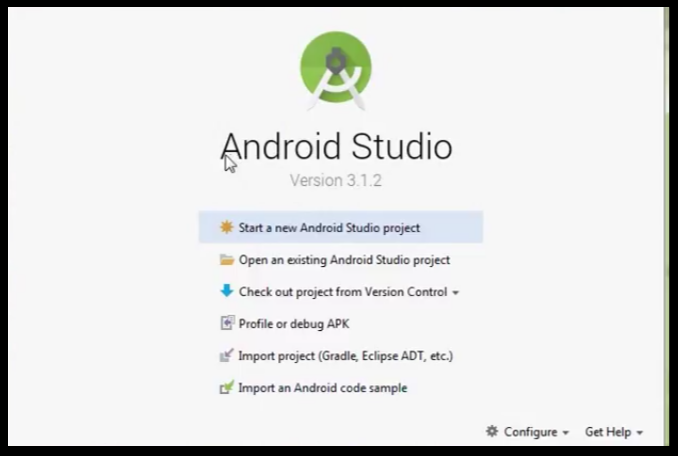 Android Studio
Version 3.1.2
Start a new Android Studio project
Open an existing Android Studio project
Check out project from Version Control
Profile or debug APK
Import project (Gradle, Eclipse ADT, etc.)
Import an Android code sample
Configure Get Help